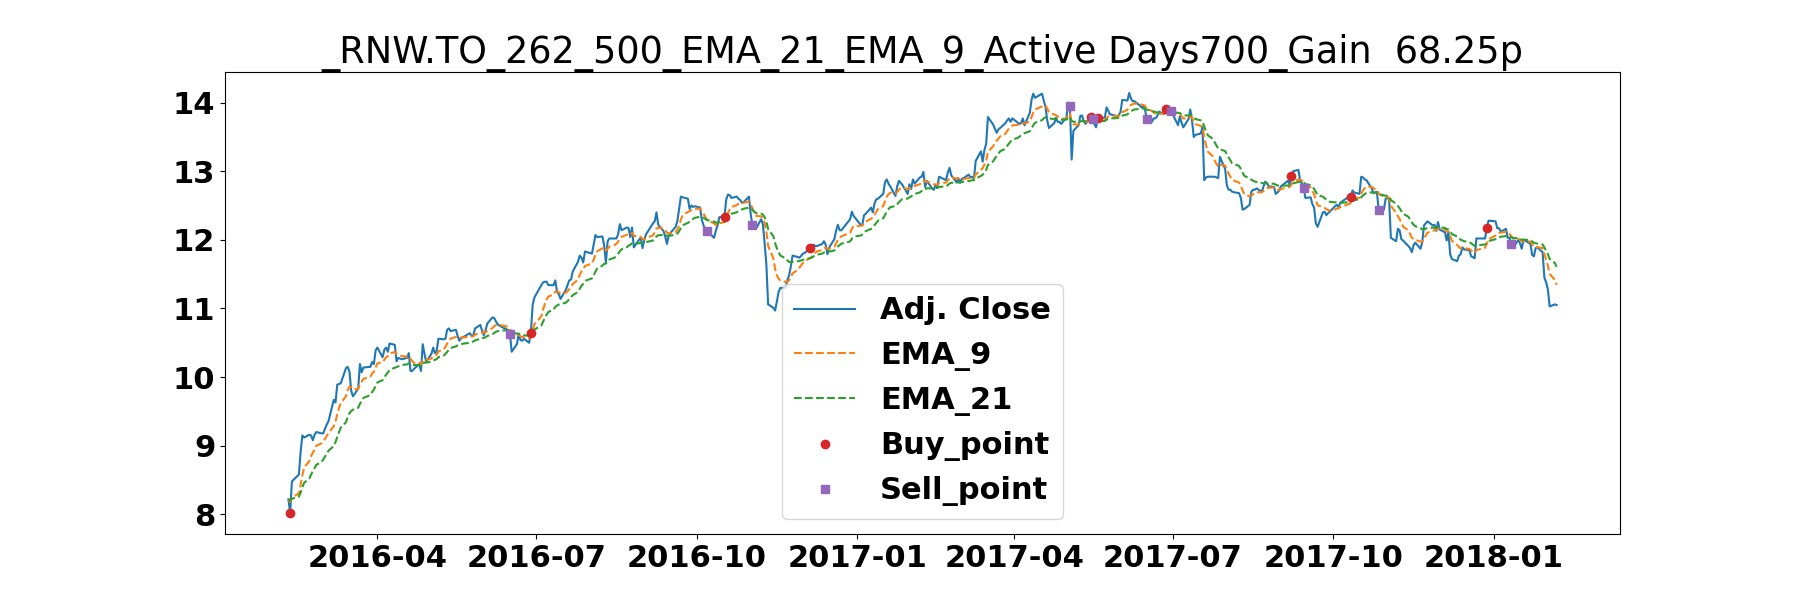 _RNW.TO_262_500_EMA_21_EMA_9_Active Days700_Gain  68.25p
14
13
12
11
10
9
8
Adj. Close
EMA_9
EMA_21
Buy_point
Sell_point
2016-04 2016-07 2016-10 2017-01 2017-04 2017-07 2017-10 2018-01